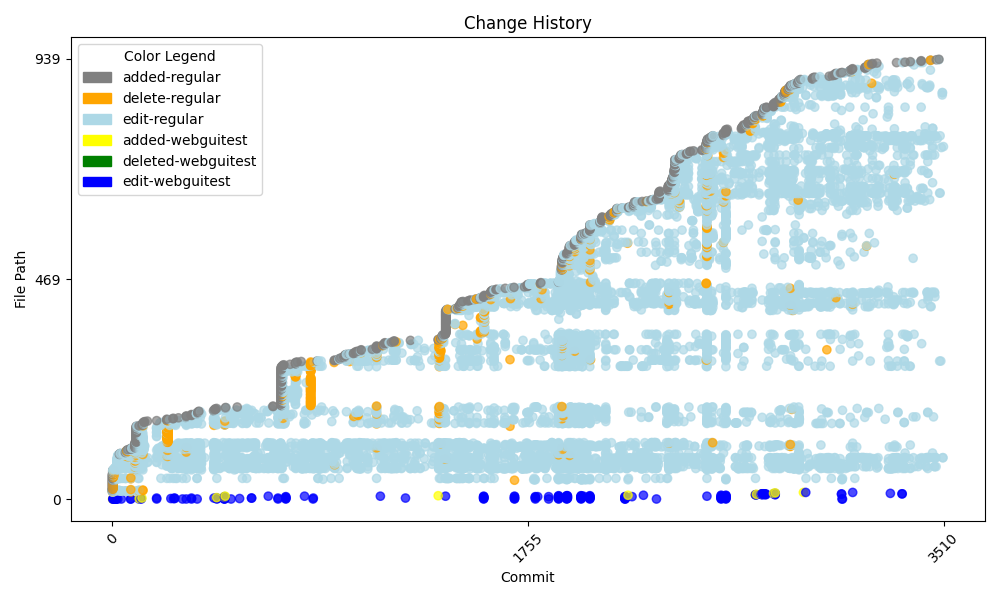 Change History
939
469
0
File Path
Color Legend
added-regular
delete-regular
edit-regular
added-webguitest
deleted-webguitest
edit-webguitest
0
1755
3510
Commit